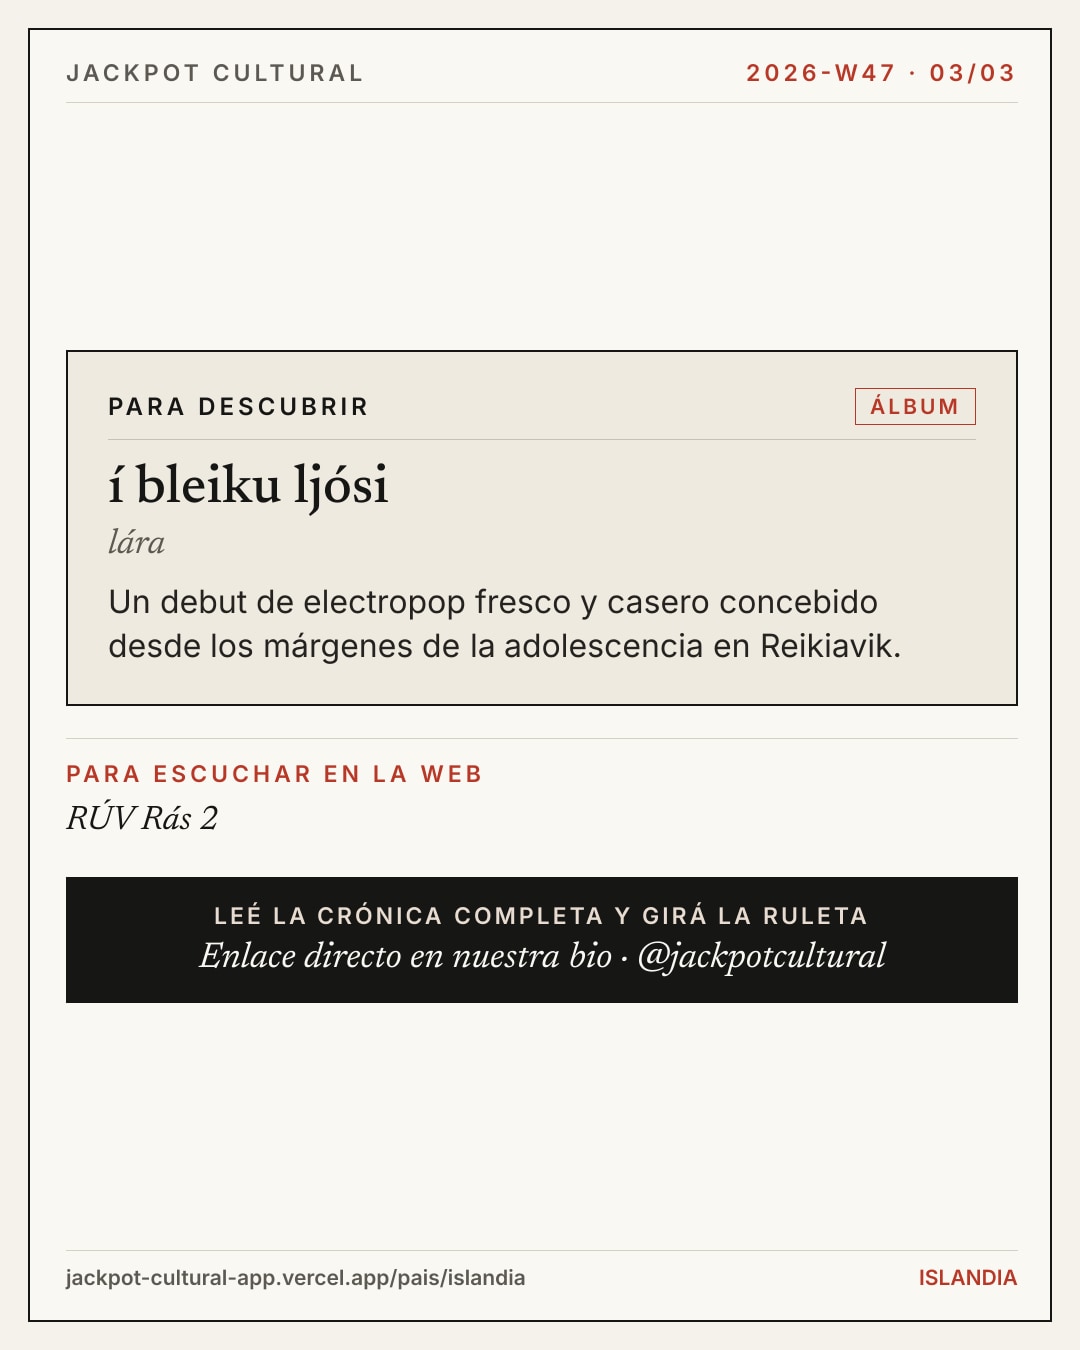 JACKPOT CULTURAL
2026-W47 · 03/03
PARA DESCUBRIR
ÁLBUM
í bleiku ljósi
lára
Un debut de electropop fresco y casero concebido
desde los márgenes de la adolescencia en Reikiavik.
PARA ESCUCHAR EN LA WEB
RÚV Rás 2
LEÉ LA CRÓNICA COMPLETA Y GIRÁ LA RULETA
Enlace directo en nuestra bio · @jackpotcultural
jackpot-cultural-app.vercel.app/pais/islandia
ISLANDIA